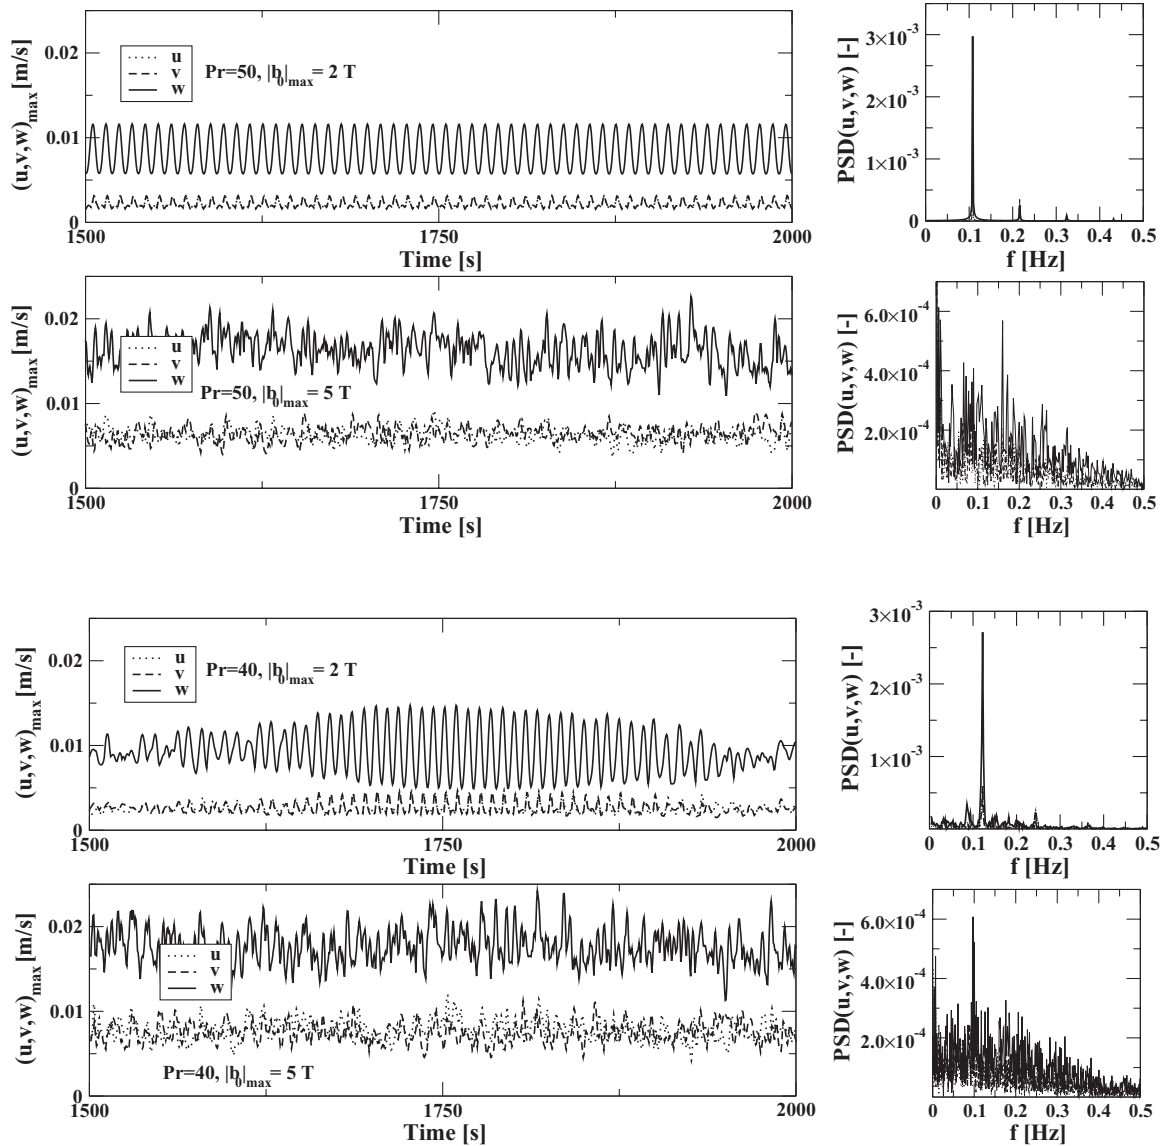 (u,v,w)max [m/s]
0.02
0.01
0
u
v
w
Pr=50, |b0|max= 2 T
1500
1750
2000
Time [s]
PSD(u,v,w) [-]
3×10-3
2×10-3
1×10-3
0
0 0.1 0.2 0.3 0.4 0.5
f [Hz]
(u,v,w)max [m/s]
0.02
0.01
0
u
v
w
Pr=50, |b0|max= 5 T
1500
1750
2000
Time [s]
PSD(u,v,w) [-]
6.0×10-4
4.0×10-4
2.0×10-4
0 0.1 0.2 0.3 0.4 0.5
f [Hz]
(u,v,w)max [m/s]
0.02
0.01
0
u
v
w
Pr=40, |b0|max= 2 T
1500
1750
2000
Time [s]
PSD(u,v,w) [-]
3×10-3
2×10-3
1×10-3
0 0.1 0.2 0.3 0.4 0.5
f [Hz]
(u,v,w)max [m/s]
0.02
0.01
0
u
v
w
Pr=40, |b0|max= 5 T
1500
1750
2000
Time [s]
PSD(u,v,w) [-]
6.0×10-4
4.0×10-4
2.0×10-4
0 0.1 0.2 0.3 0.4 0.5
f [Hz]